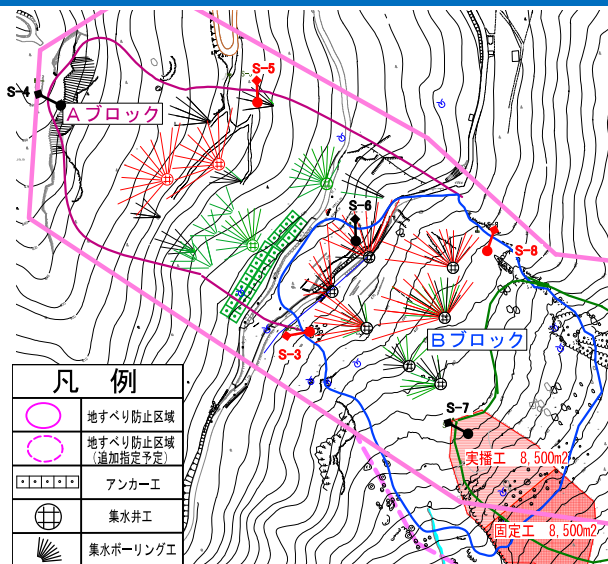 S-4
Aブロック
S-5
S-6
S-8
S-3
Bブロック
S-7
実播工 8,500m2
固定工 8,500m2
凡 例
地すべり防止区域
地すべり防止区域
(追加指定予定)
アンカー工
集水井工
集水ボーリング工